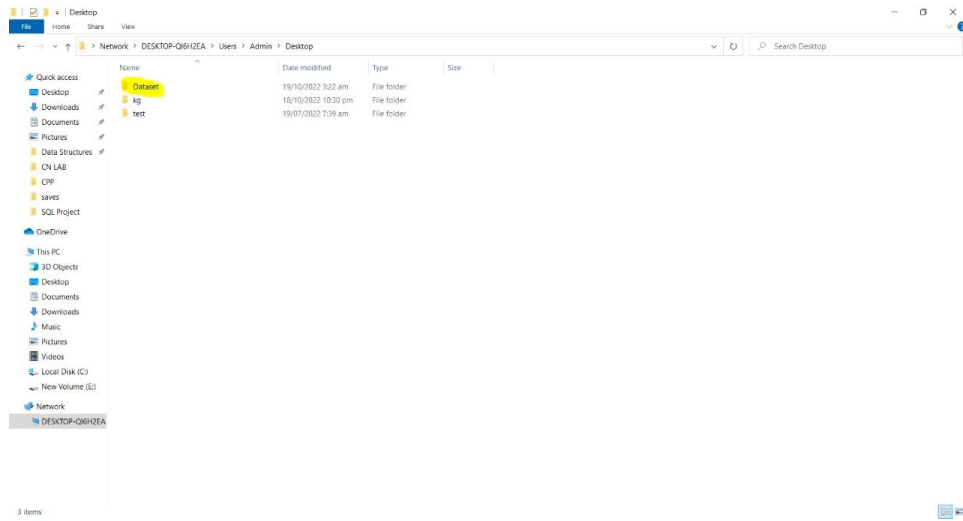 Desktop
File Home Share View
Network > DESKTOP-QI6H2EA > Users > Admin > Desktop
Search Desktop
Name Date modified Type Size
Dataset 19/10/2022 3:22 am File folder
kg 18/10/2022 10:30 pm File folder
test 19/07/2022 7:39 am File folder
Quick access
Desktop
Downloads
Documents
Pictures
Data Structures
CN LAB
CPP
saves
SQL Project
OneDrive
This PC
3D Objects
Desktop
Documents
Downloads
Music
Pictures
Videos
Local Disk (C:)
New Volume (E:)
Network
DESKTOP-QI6H2EA
3 items